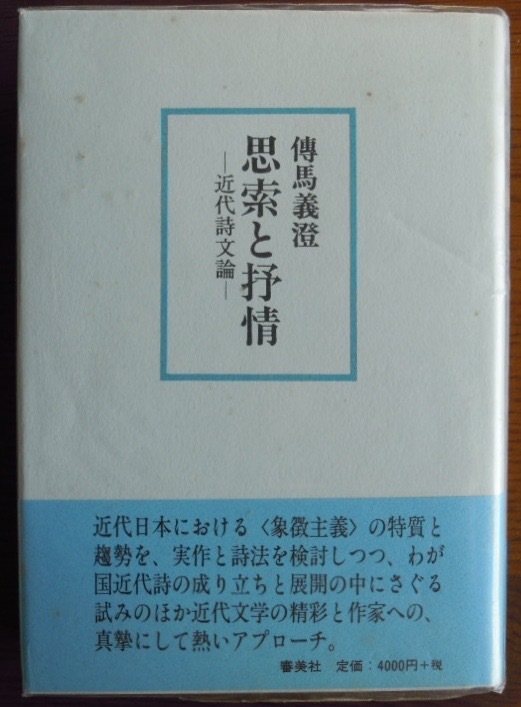 傳馬義澄
思索と抒情
―近代詩文論―
近代日本における〈象徴主義〉の特質と
趨勢を、実作と詩法を検討しつつ、わが
国近代詩の成り立ちと展開の中にさぐる
試みのほか近代文学の精彩と作家への、
真摯にして熱いアプローチ。
審美社 定価：4000円＋税